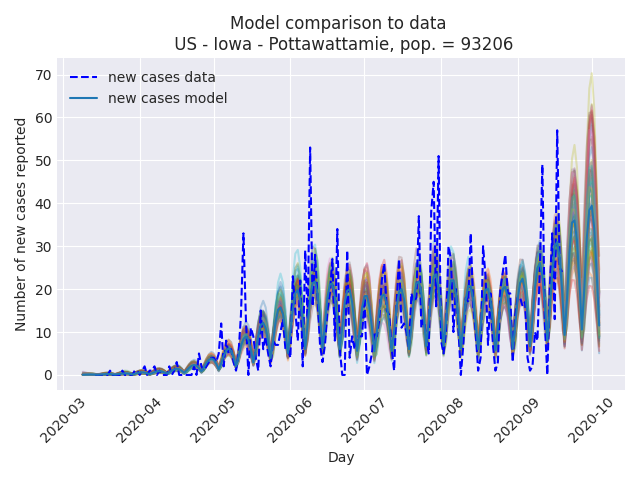 Model comparison to data
US - Iowa - Pottawattamie, pop. = 93206
new cases data
new cases model
Number of new cases reported
70
60
50
40
30
20
10
0
2020-03
2020-04
2020-05
2020-06
2020-07
2020-08
2020-09
2020-10
Day